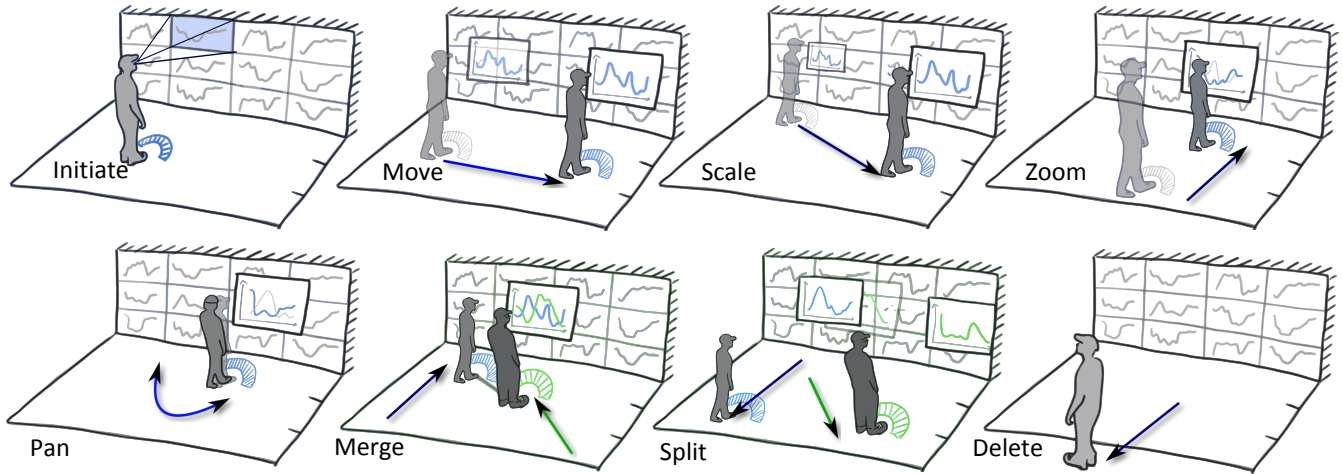 Initiate
Move
Scale
Zoom
Pan
Merge
Split
Delete